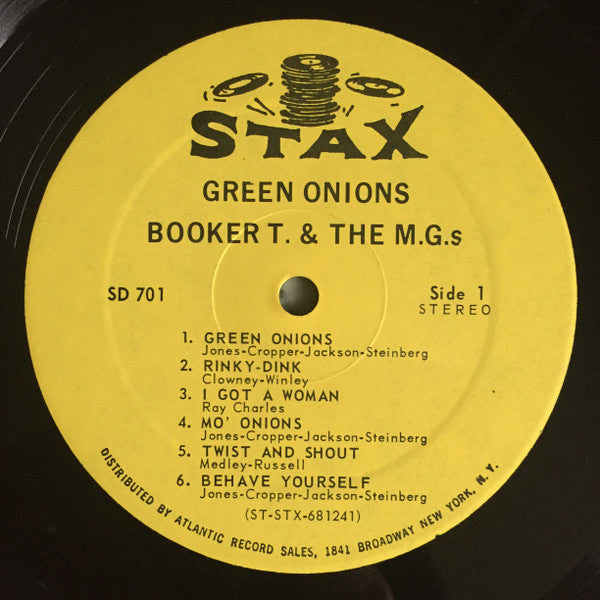 STAX
GREEN ONIONS
BOOKER T. & THE M.G.s
SD 701
Side 1
STEREO
1. GREEN ONIONS
Jones-Cropper-Jackson-Steinberg
2. RINKY-DINK
Clowney-Winley
3. I GOT A WOMAN
Ray Charles
4. MO' ONIONS
Jones-Cropper-Jackson-Steinberg
5. TWIST AND SHOUT
Medley-Russell
6. BEHAVE YOURSELF
Jones-Cropper-Jackson-Steinberg
(ST-STX-681241)
DISTRIBUTED BY ATLANTIC RECORD SALES, 1841 BROADWAY NEW YORK, N.Y.